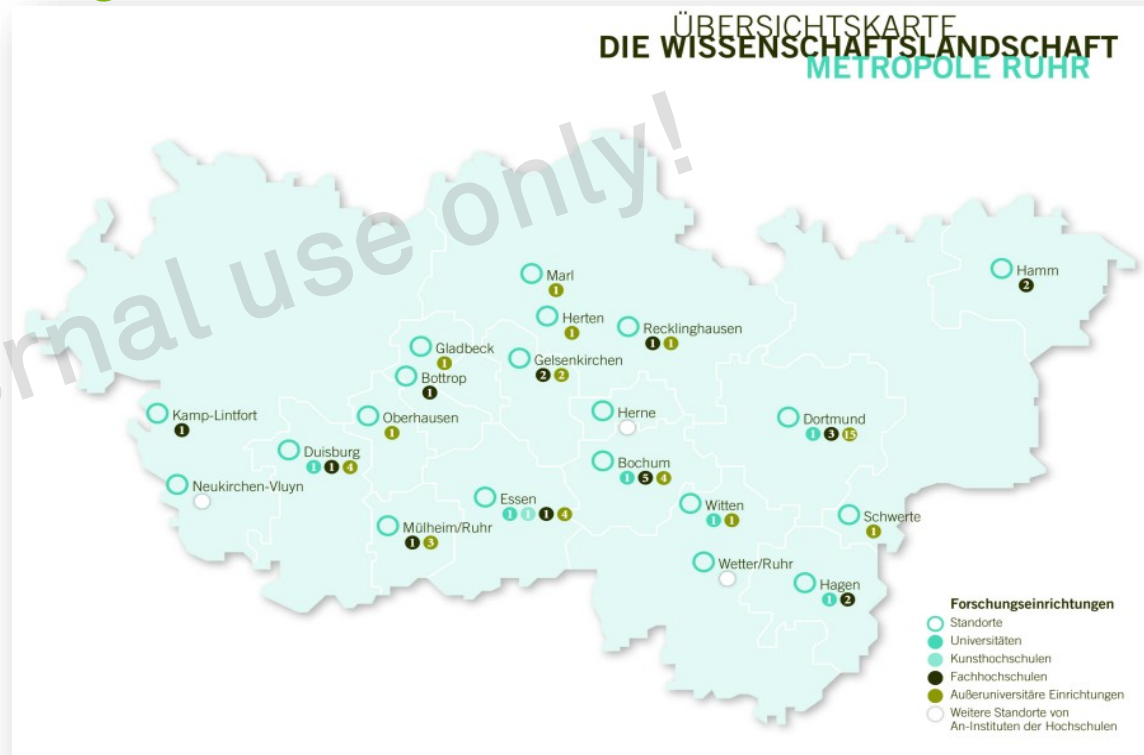 ÜBERSICHTSKARTE
DIE WISSENSCHAFTSLANDSCHAFT
METROPOLE RUHR
use only!
Marl
1
Hamm
2
Herten
1
Recklinghausen
1 1
Gladbeck
1
Gelsenkirchen
2 2
Bottrop
1
Kamp-Lintfort
1
Oberhausen
1
Herne
Dortmund
1 3 15
Duisburg
1 1 4
Bochum
1 5 4
Neukirchen-Vluyn
Essen
1 1 1 4
Witten
1 1
Schwerte
1
Mülheim/Ruhr
1 3
Wetter/Ruhr
Hagen
1 2
Forschungseinrichtungen
Standorte
Universitäten
Kunsthochschulen
Fachhochschulen
Außeruniversitäre Einrichtungen
Weitere Standorte von
An-Instituten der Hochschulen